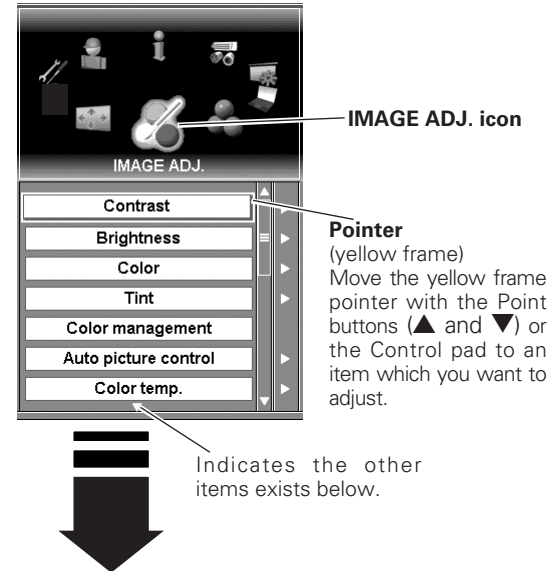 IMAGE ADJ. icon
IMAGE ADJ.
Contrast
Brightness
Color
Tint
Color management
Auto picture control
Color temp.
Pointer
(yellow frame)
Move the yellow frame
pointer with the Point
buttons (▲ and ▼) or
the Control pad to an
item which you want to
adjust.
Indicates the other
items exists below.